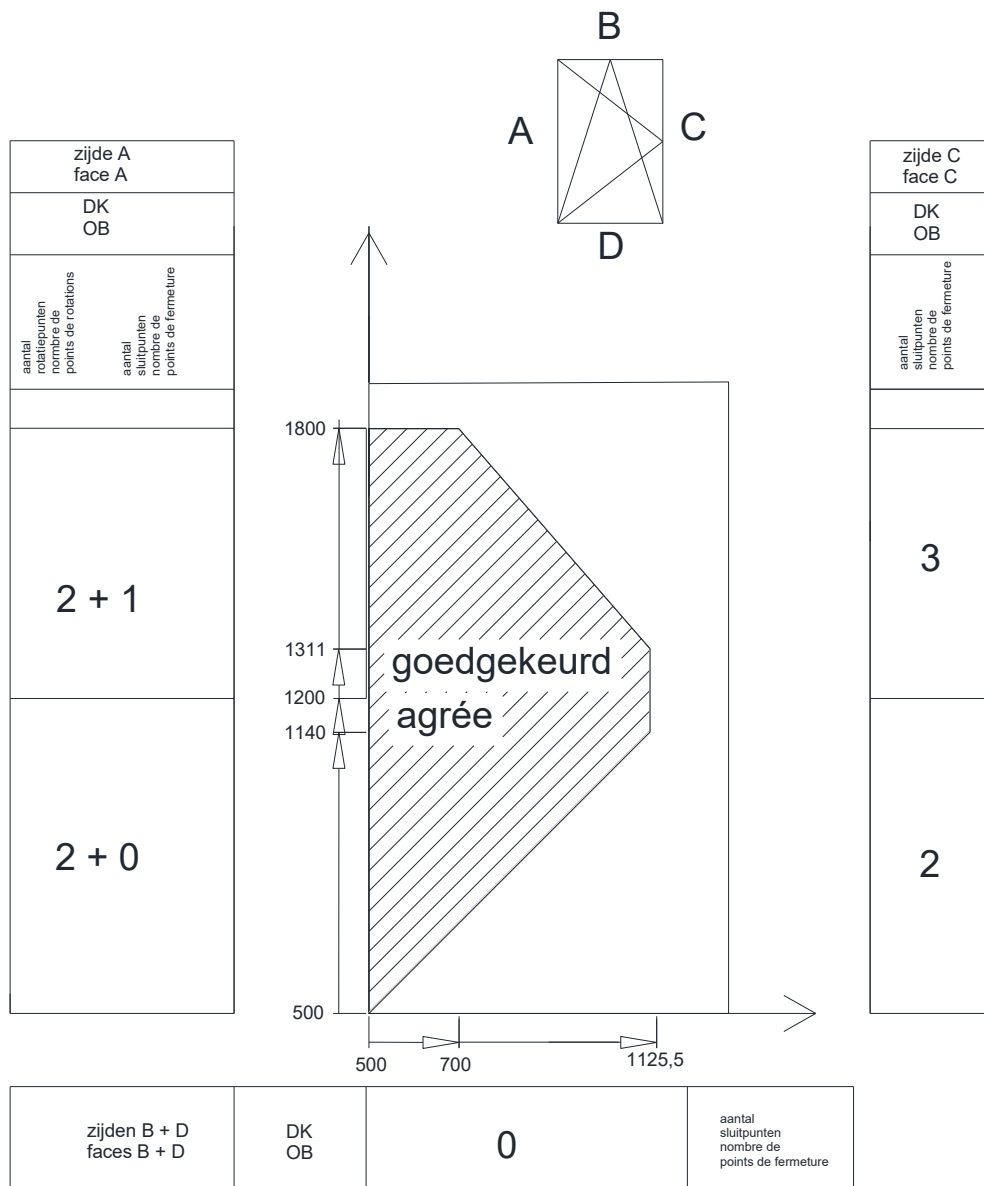 B
A
C
D
zijde A
face A
DK
OB
aantal
rotatiepunten
nombre de
points de rotations
aantal
sluitpunten
nombre de
points de fermeture
2 + 1
2 + 0
1800
1311
1200
1140
500
goedgekeurd
agrée
500
700
1125,5
zijde C
face C
DK
OB
aantal
sluitpunten
nombre de
points de fermeture
3
2
zijden B + D
faces B + D
DK
OB
0
aantal
sluitpunten
nombre de
points de fermeture